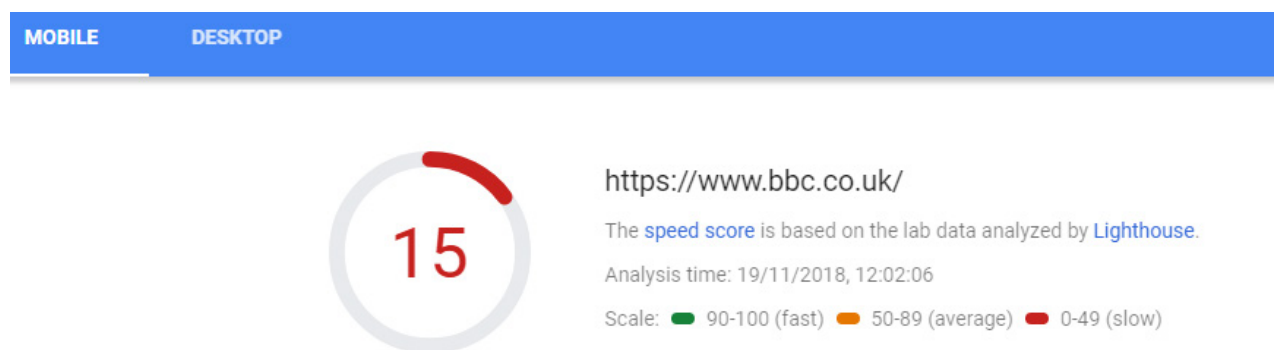 MOBILE DESKTOP
15
https://www.bbc.co.uk/
The speed score is based on the lab data analyzed by Lighthouse.
Analysis time: 19/11/2018, 12:02:06
Scale: 90-100 (fast) 50-89 (average) 0-49 (slow)